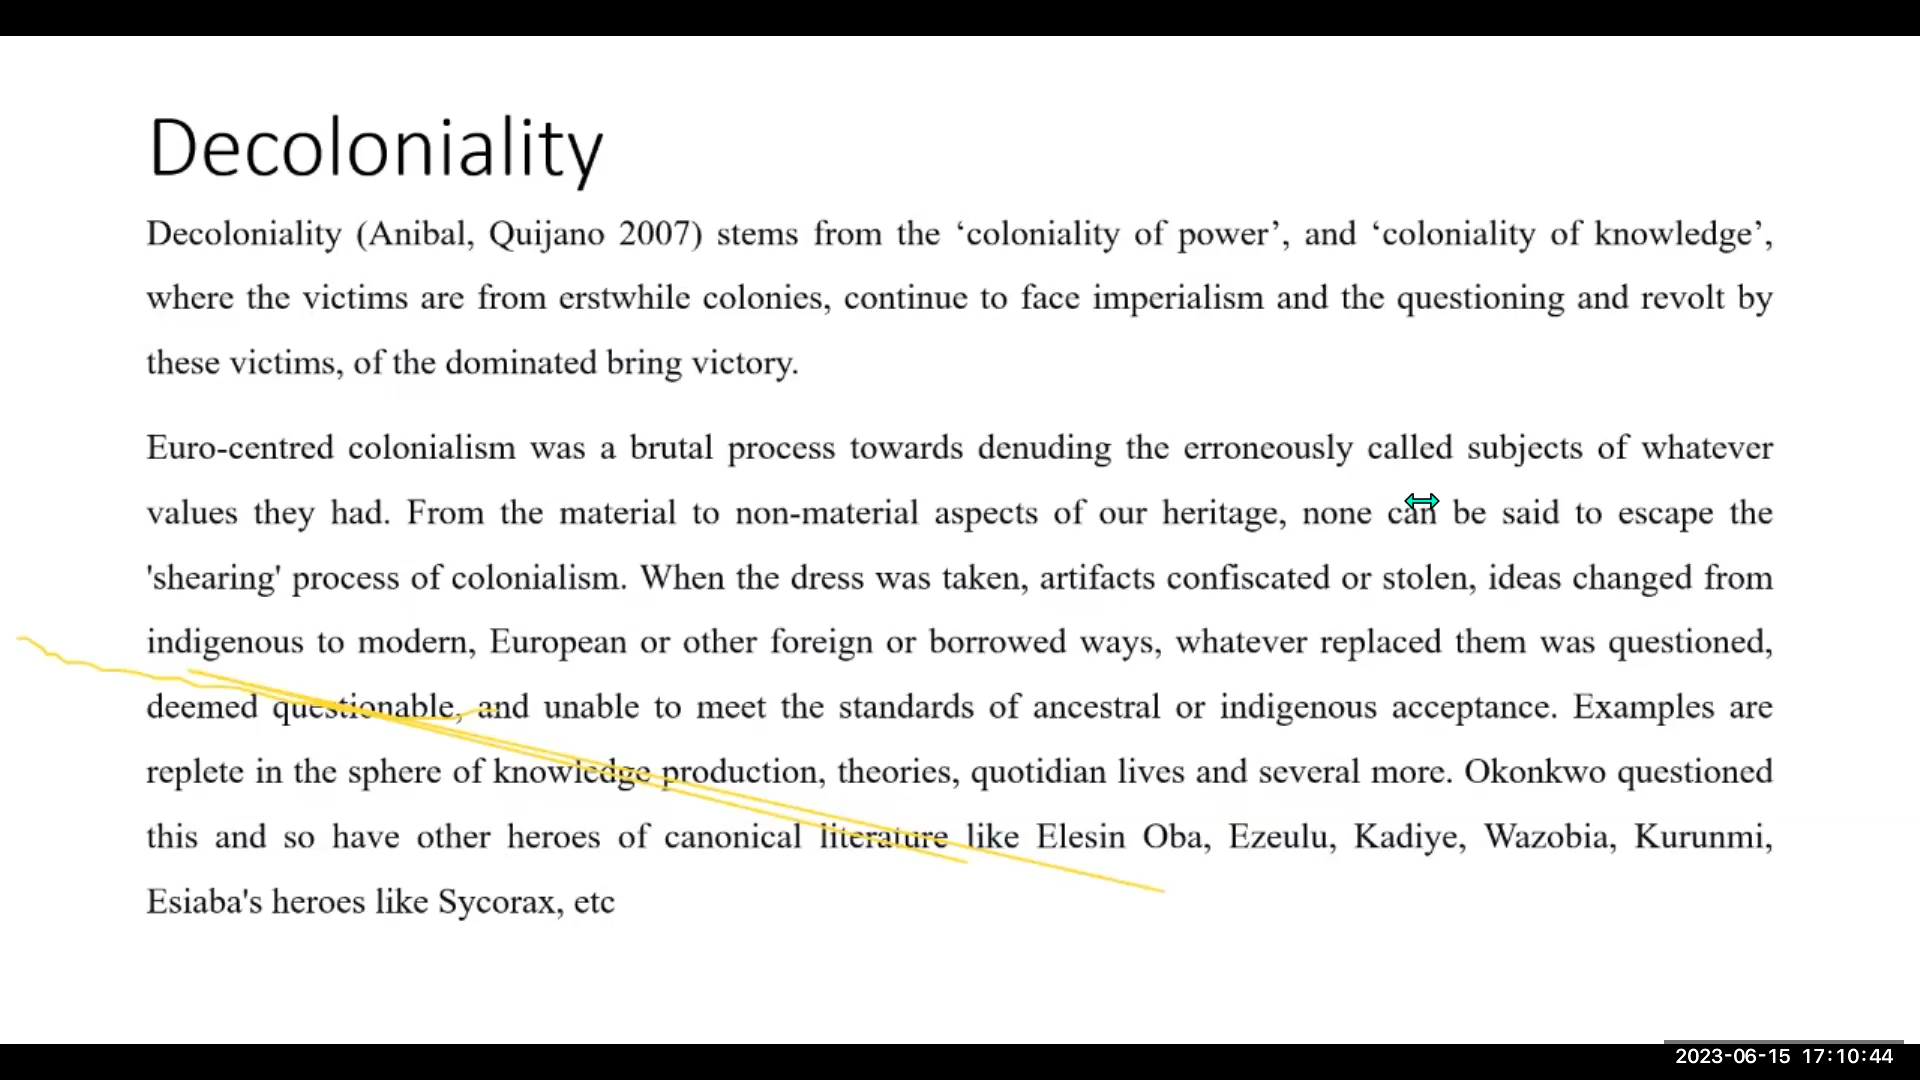 Decoloniality
Decoloniality (Anibal, Quijano 2007) stems from the ‘coloniality of power’, and ‘coloniality of knowledge’,
where the victims are from erstwhile colonies, continue to face imperialism and the questioning and revolt by
these victims, of the dominated bring victory.
Euro-centred colonialism was a brutal process towards denuding the erroneously called subjects of whatever
values they had. From the material to non-material aspects of our heritage, none can be said to escape the
'shearing' process of colonialism. When the dress was taken, artifacts confiscated or stolen, ideas changed from
indigenous to modern, European or other foreign or borrowed ways, whatever replaced them was questioned,
deemed questionable, and unable to meet the standards of ancestral or indigenous acceptance. Examples are
replete in the sphere of knowledge production, theories, quotidian lives and several more. Okonkwo questioned
this and so have other heroes of canonical literature like Elesin Oba, Ezeulu, Kadiye, Wazobia, Kurunmi,
Esiaba's heroes like Sycorax, etc
2023-06-15 17:10:44